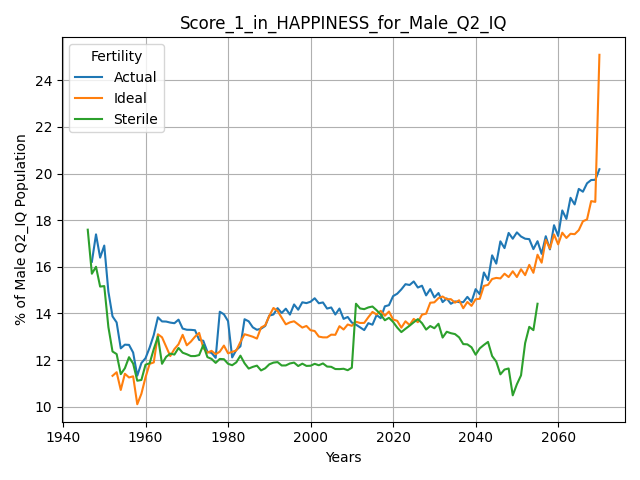 Score_1_in_HAPPINESS_for_Male_Q2_IQ
Fertility
Actual
Ideal
Sterile
% of Male Q2_IQ Population
24
22
20
18
16
14
12
10
1940
1960
1980
2000
2020
2040
2060
Years